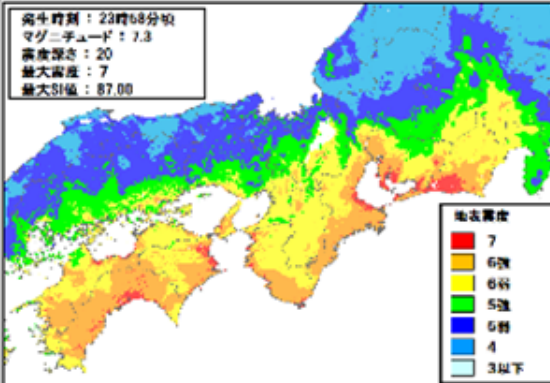 発生時刻：23時58分頃
マグニチュード：7.3
震度深さ：20
最大震度：7
最大SI値：87.00
地表震度
7
6強
6弱
5強
5弱
4
3以下